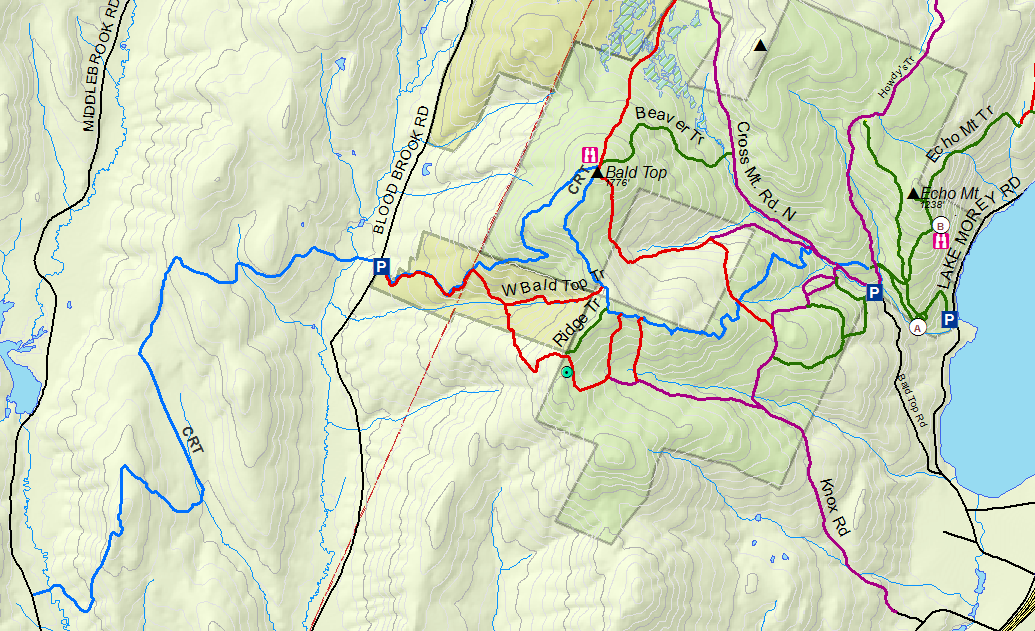 MIDDLEBROOK RD
BLOOD BROOK RD
Howdy's Tr
Beaver Tr
Echo Mt Tr
Cross Mt. Rd. N
CRT
Bald Top
1776'
Echo Mt.
1238'
B
LAKE MOREY RD
P
W Bald Top Tr
P
Ridge Tr
A
P
Bald Top Rd
CRT
Knox Rd